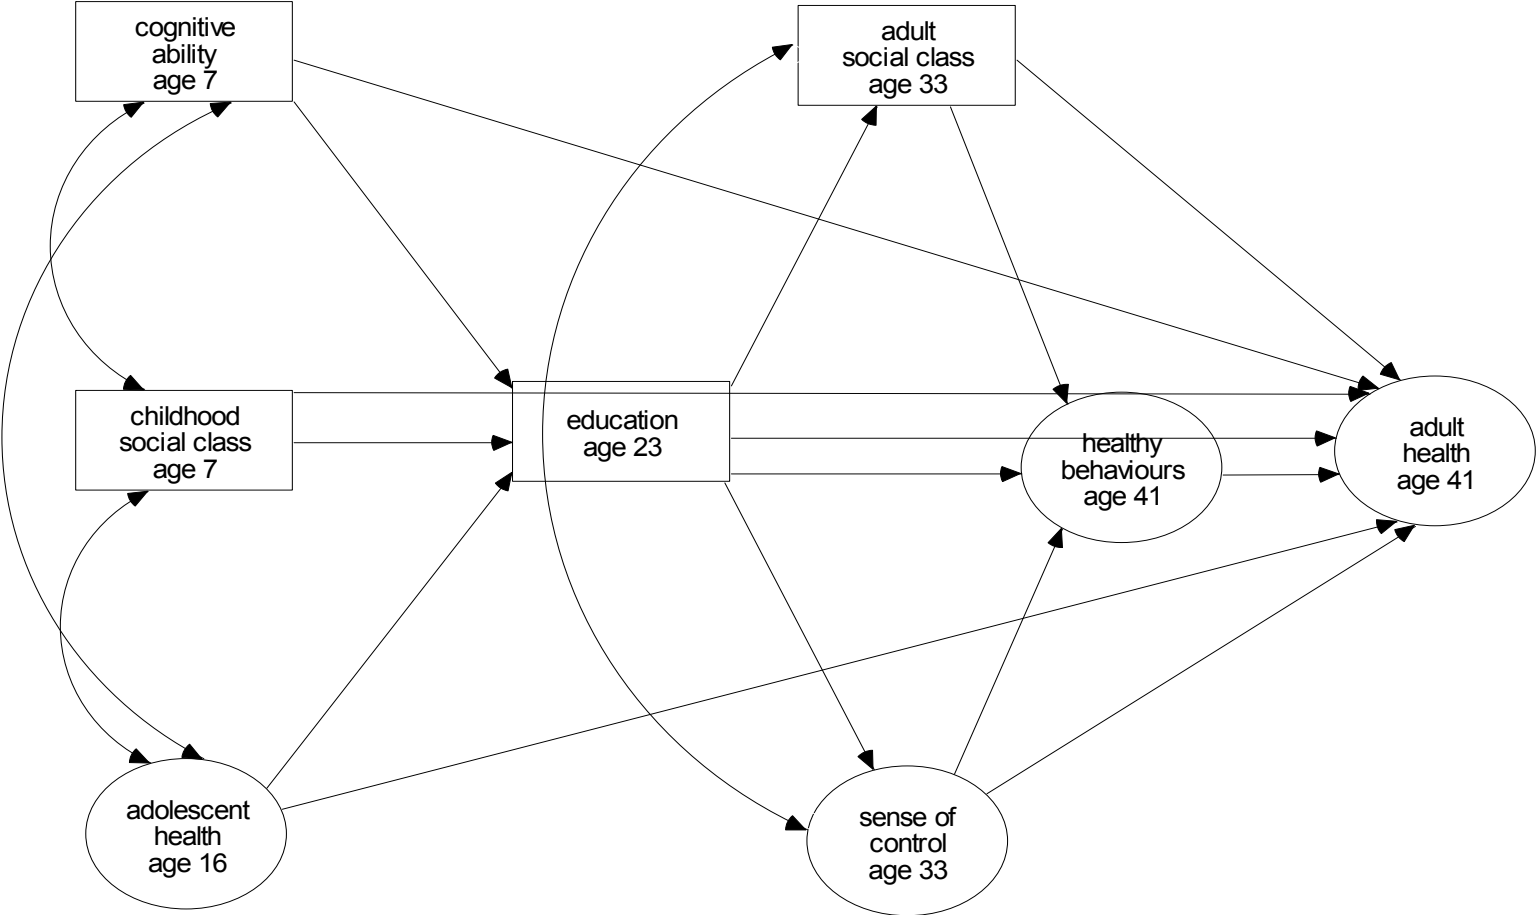 cognitive
ability
age 7
adult
social class
age 33
childhood
social class
age 7
education
age 23
healthy
behaviours
age 41
adult
health
age 41
adolescent
health
age 16
sense of
control
age 33